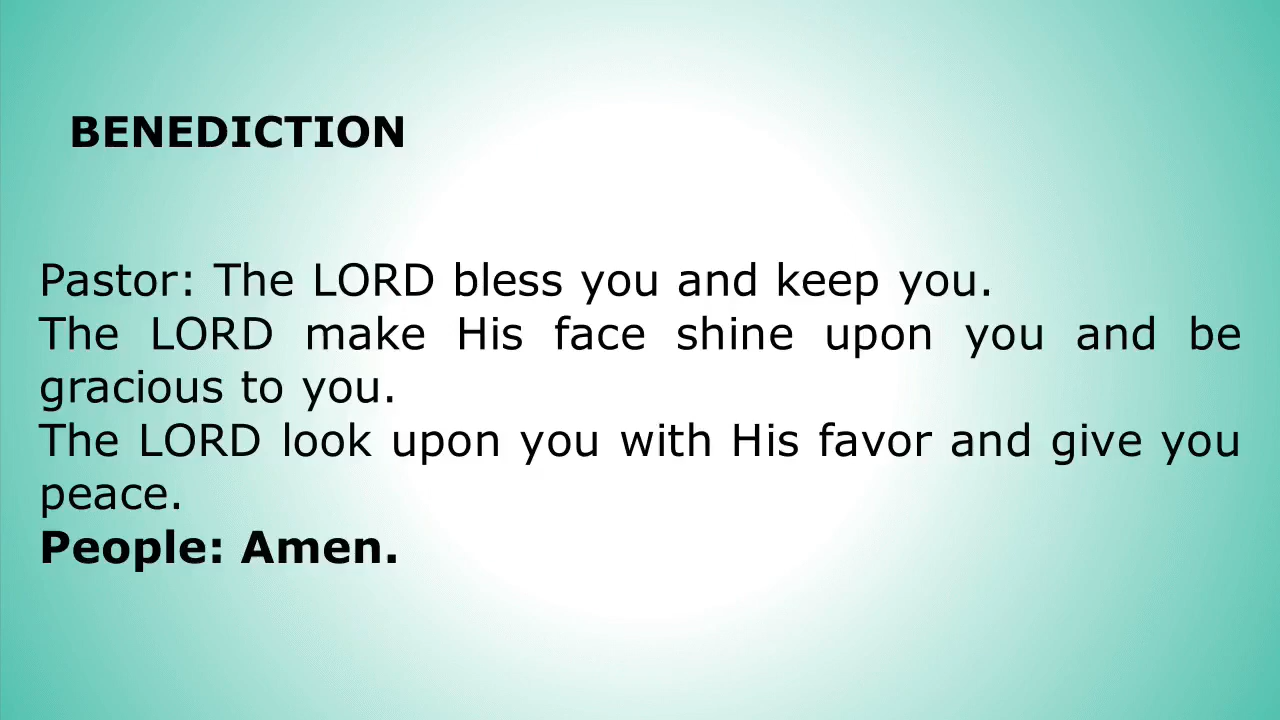 BENEDICTION
Pastor: The LORD bless you and keep you.
The LORD make His face shine upon you and be
gracious to you.
The LORD look upon you with His favor and give you
peace.
People: Amen.